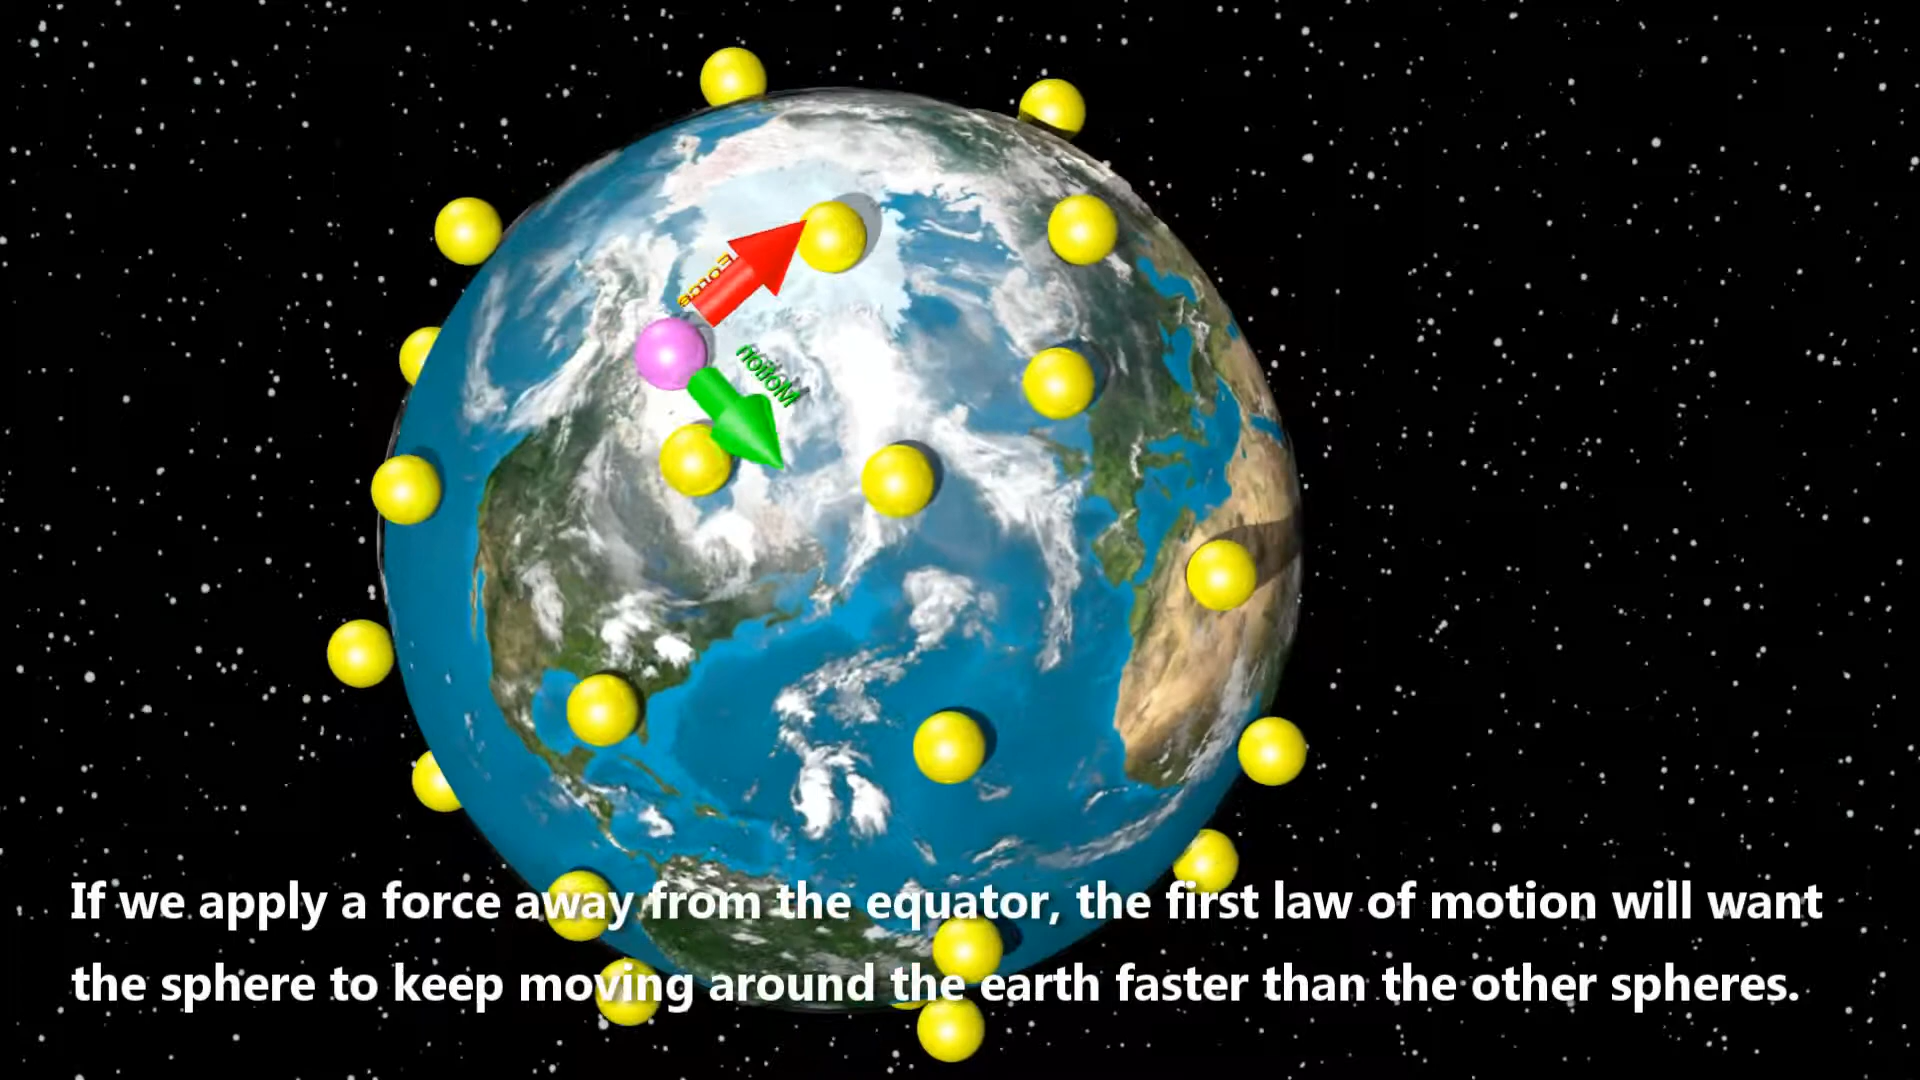 Force
Motion
If we apply a force away from the equator, the first law of motion will want
the sphere to keep moving around the earth faster than the other spheres.